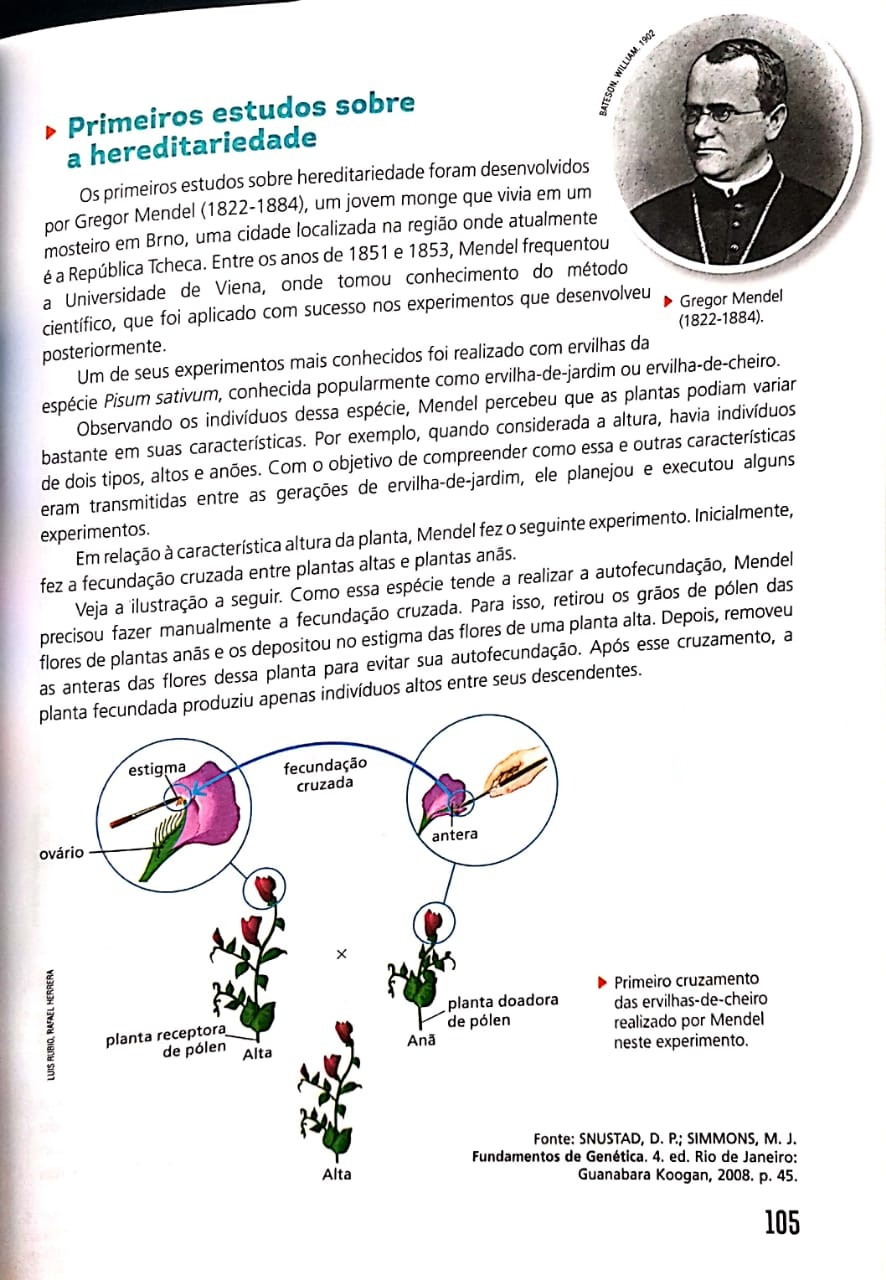 BATESON, WILLIAM. 1902
Primeiros estudos sobre
a hereditariedade
Os primeiros estudos sobre hereditariedade foram desenvolvidos
por Gregor Mendel (1822-1884), um jovem monge que vivia em um
mosteiro em Brno, uma cidade localizada na região onde atualmente
é a República Tcheca. Entre os anos de 1851 e 1853, Mendel frequentou
a Universidade de Viena, onde tomou conhecimento do método
científico, que foi aplicado com sucesso nos experimentos que desenvolveu
posteriormente.
Gregor Mendel
(1822-1884).
Um de seus experimentos mais conhecidos foi realizado com ervilhas da
espécie Pisum sativum, conhecida popularmente como ervilha-de-jardim ou ervilha-de-cheiro.
Observando os indivíduos dessa espécie, Mendel percebeu que as plantas podiam variar
bastante em suas características. Por exemplo, quando considerada a altura, havia indivíduos
de dois tipos, altos e anões. Com o objetivo de compreender como essa e outras características
eram transmitidas entre as gerações de ervilha-de-jardim, ele planejou e executou alguns
experimentos.
Em relação à característica altura da planta, Mendel fez o seguinte experimento. Inicialmente,
fez a fecundação cruzada entre plantas altas e plantas anãs.
Veja a ilustração a seguir. Como essa espécie tende a realizar a autofecundação, Mendel
precisou fazer manualmente a fecundação cruzada. Para isso, retirou os grãos de pólen das
flores de plantas anãs e os depositou no estigma das flores de uma planta alta. Depois, removeu
as anteras das flores dessa planta para evitar sua autofecundação. Após esse cruzamento, a
planta fecundada produziu apenas indivíduos altos entre seus descendentes.
estigma
fecundação
cruzada
antera
ovário
×
planta receptora
de pólen
Alta
planta doadora
de pólen
Anã
Alta
Primeiro cruzamento
das ervilhas-de-cheiro
realizado por Mendel
neste experimento.
LUIS RUBIO, RAFAEL HERRERA
Fonte: SNUSTAD, D. P.; SIMMONS, M. J.
Fundamentos de Genética. 4. ed. Rio de Janeiro:
Guanabara Koogan, 2008. p. 45.
105